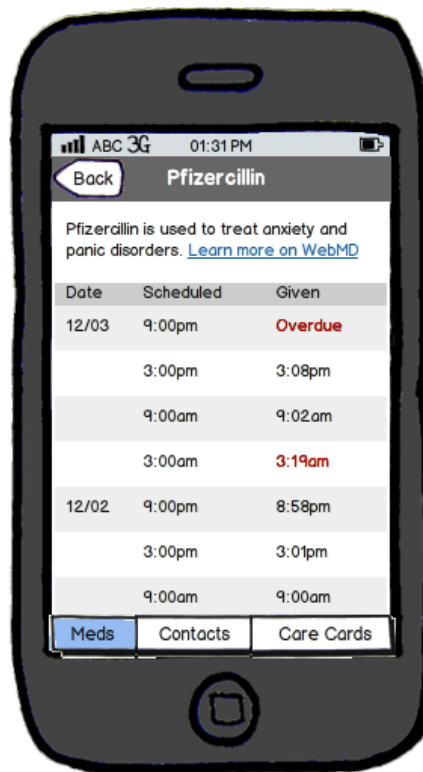 ABC 3G 01:31 PM
Back Pfizercillin
Pfizercillin is used to treat anxiety and
panic disorders. Learn more on WebMD
Date Scheduled Given
12/03 9:00pm Overdue
3:00pm 3:08pm
9:00am 9:02am
3:00am 3:19am
12/02 9:00pm 8:58pm
3:00pm 3:01pm
9:00am 9:00am
Meds Contacts Care Cards